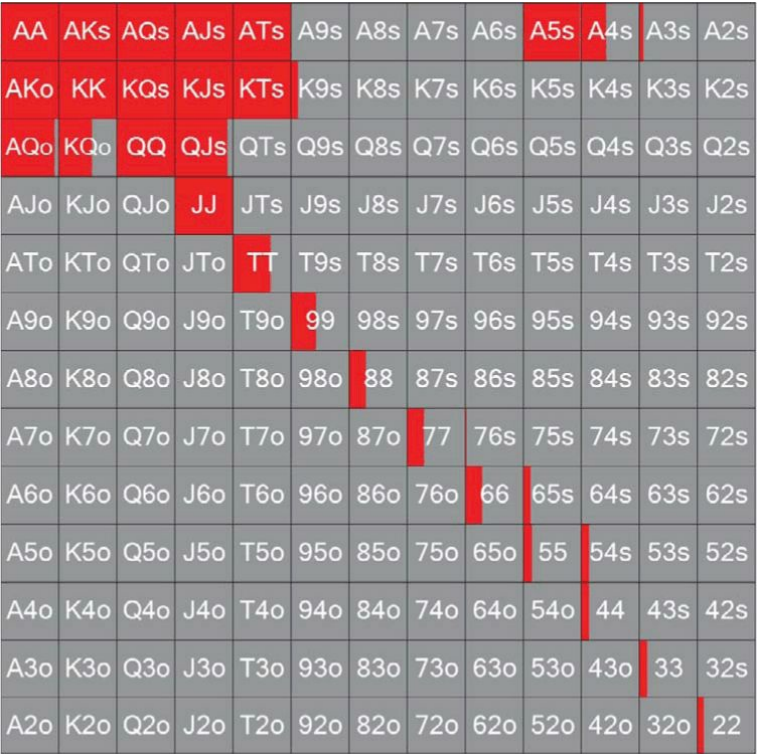 AA AKs AQs AJs ATs A9s A8s A7s A6s A5s A4s A3s A2s
AKo KK KQs KJs KTs K9s K8s K7s K6s K5s K4s K3s K2s
AQo KQo QQ QJs QTs Q9s Q8s Q7s Q6s Q5s Q4s Q3s Q2s
AJo KJo QJo JJ JTs J9s J8s J7s J6s J5s J4s J3s J2s
ATo KTo QTo JTo TT T9s T8s T7s T6s T5s T4s T3s T2s
A9o K9o Q9o J9o T9o 99 98s 97s 96s 95s 94s 93s 92s
A8o K8o Q8o J8o T8o 98o 88 87s 86s 85s 84s 83s 82s
A7o K7o Q7o J7o T7o 97o 87o 77 76s 75s 74s 73s 72s
A6o K6o Q6o J6o T6o 96o 86o 76o 66 65s 64s 63s 62s
A5o K5o Q5o J5o T5o 95o 85o 75o 65o 55 54s 53s 52s
A4o K4o Q4o J4o T4o 94o 84o 74o 64o 54o 44 43s 42s
A3o K3o Q3o J3o T3o 93o 83o 73o 63o 53o 43o 33 32s
A2o K2o Q2o J2o T2o 92o 82o 72o 62o 52o 42o 32o 22